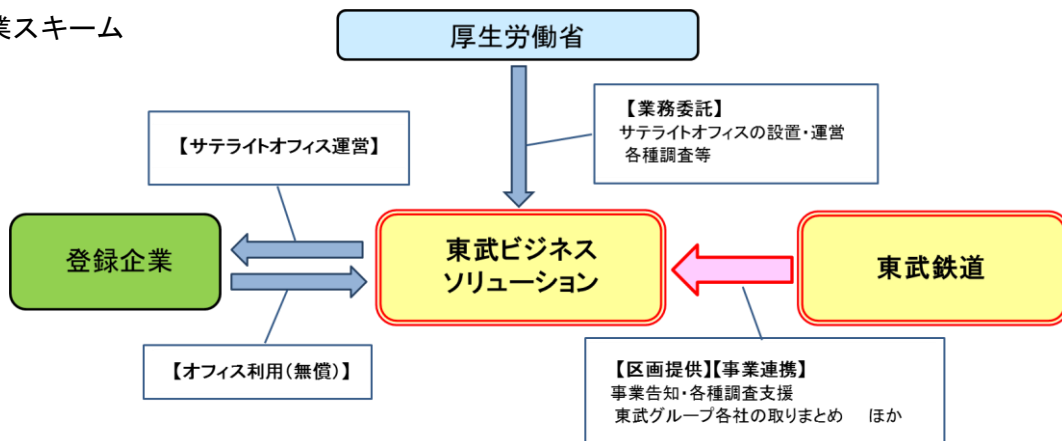 業スキーム
厚生労働省
【業務委託】
サテライトオフィスの設置・運営
各種調査等
【サテライトオフィス運営】
登録企業
東武ビジネス
ソリューション
東武鉄道
【オフィス利用（無償）】
【区画提供】【事業連携】
事業告知・各種調査支援
東武グループ各社の取りまとめ　ほか